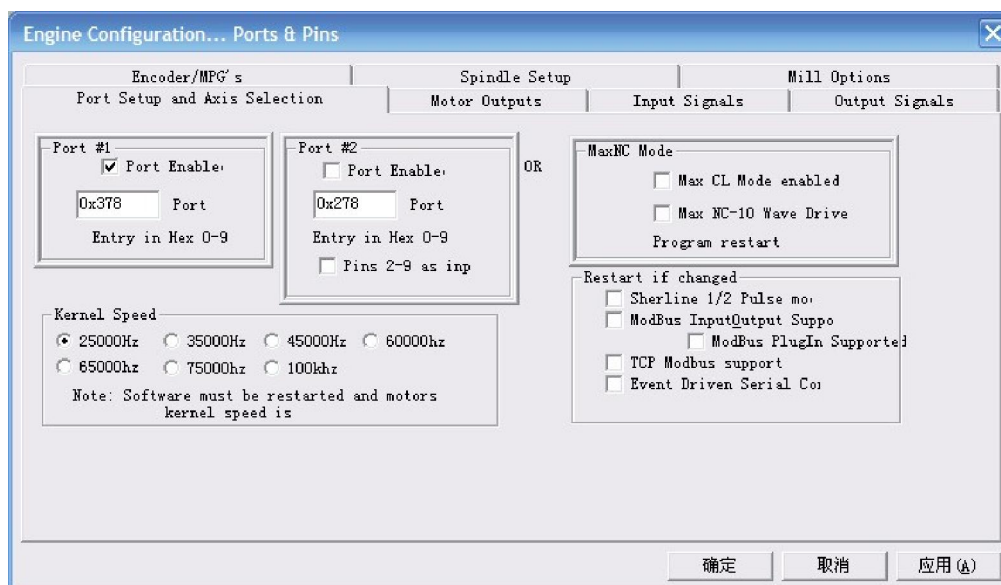 Engine Configuration... Ports & Pins
Encoder/MPG's
Spindle Setup
Mill Options
Port Setup and Axis Selection
Motor Outputs
Input Signals
Output Signals
Port #1
Port Enable
0x378 Port
Entry in Hex 0-9
Port #2
Port Enable
0x278 Port
Entry in Hex 0-9
Pins 2-9 as inp
OR
MaxNC Mode
Max CL Mode enabled
Max NC-10 Wave Drive
Program restart
Restart if changed
Sherline 1/2 Pulse mo
ModBus InputOutput Suppo
ModBus PlugIn Supported
TCP Modbus support
Event Driven Serial Co
Kernel Speed
25000Hz 35000Hz 45000Hz 60000hz
65000hz 75000hz 100khz
Note: Software must be restarted and motors
kernel speed is
确定
取消
应用(A)